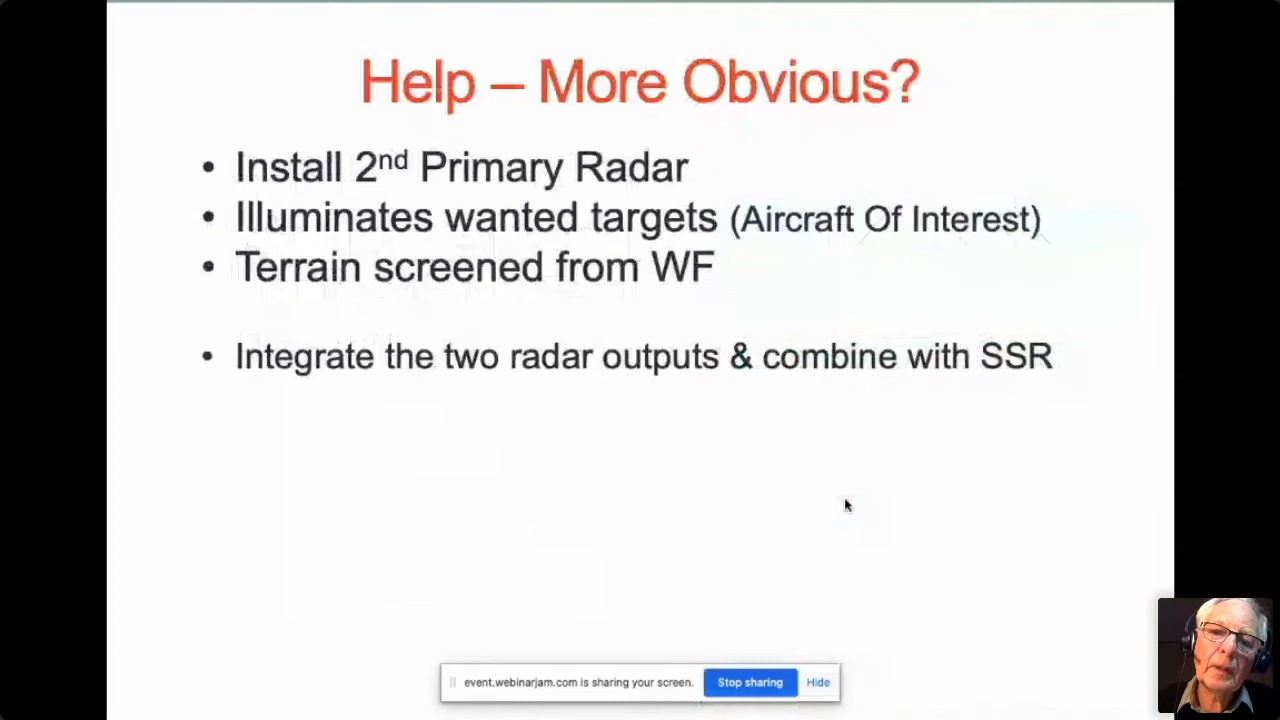 Help – More Obvious?
• Install 2nd Primary Radar
• Illuminates wanted targets (Aircraft Of Interest)
• Terrain screened from WF
• Integrate the two radar outputs & combine with SSR
event.webinarjam.com is sharing your screen. Stop sharing Hide